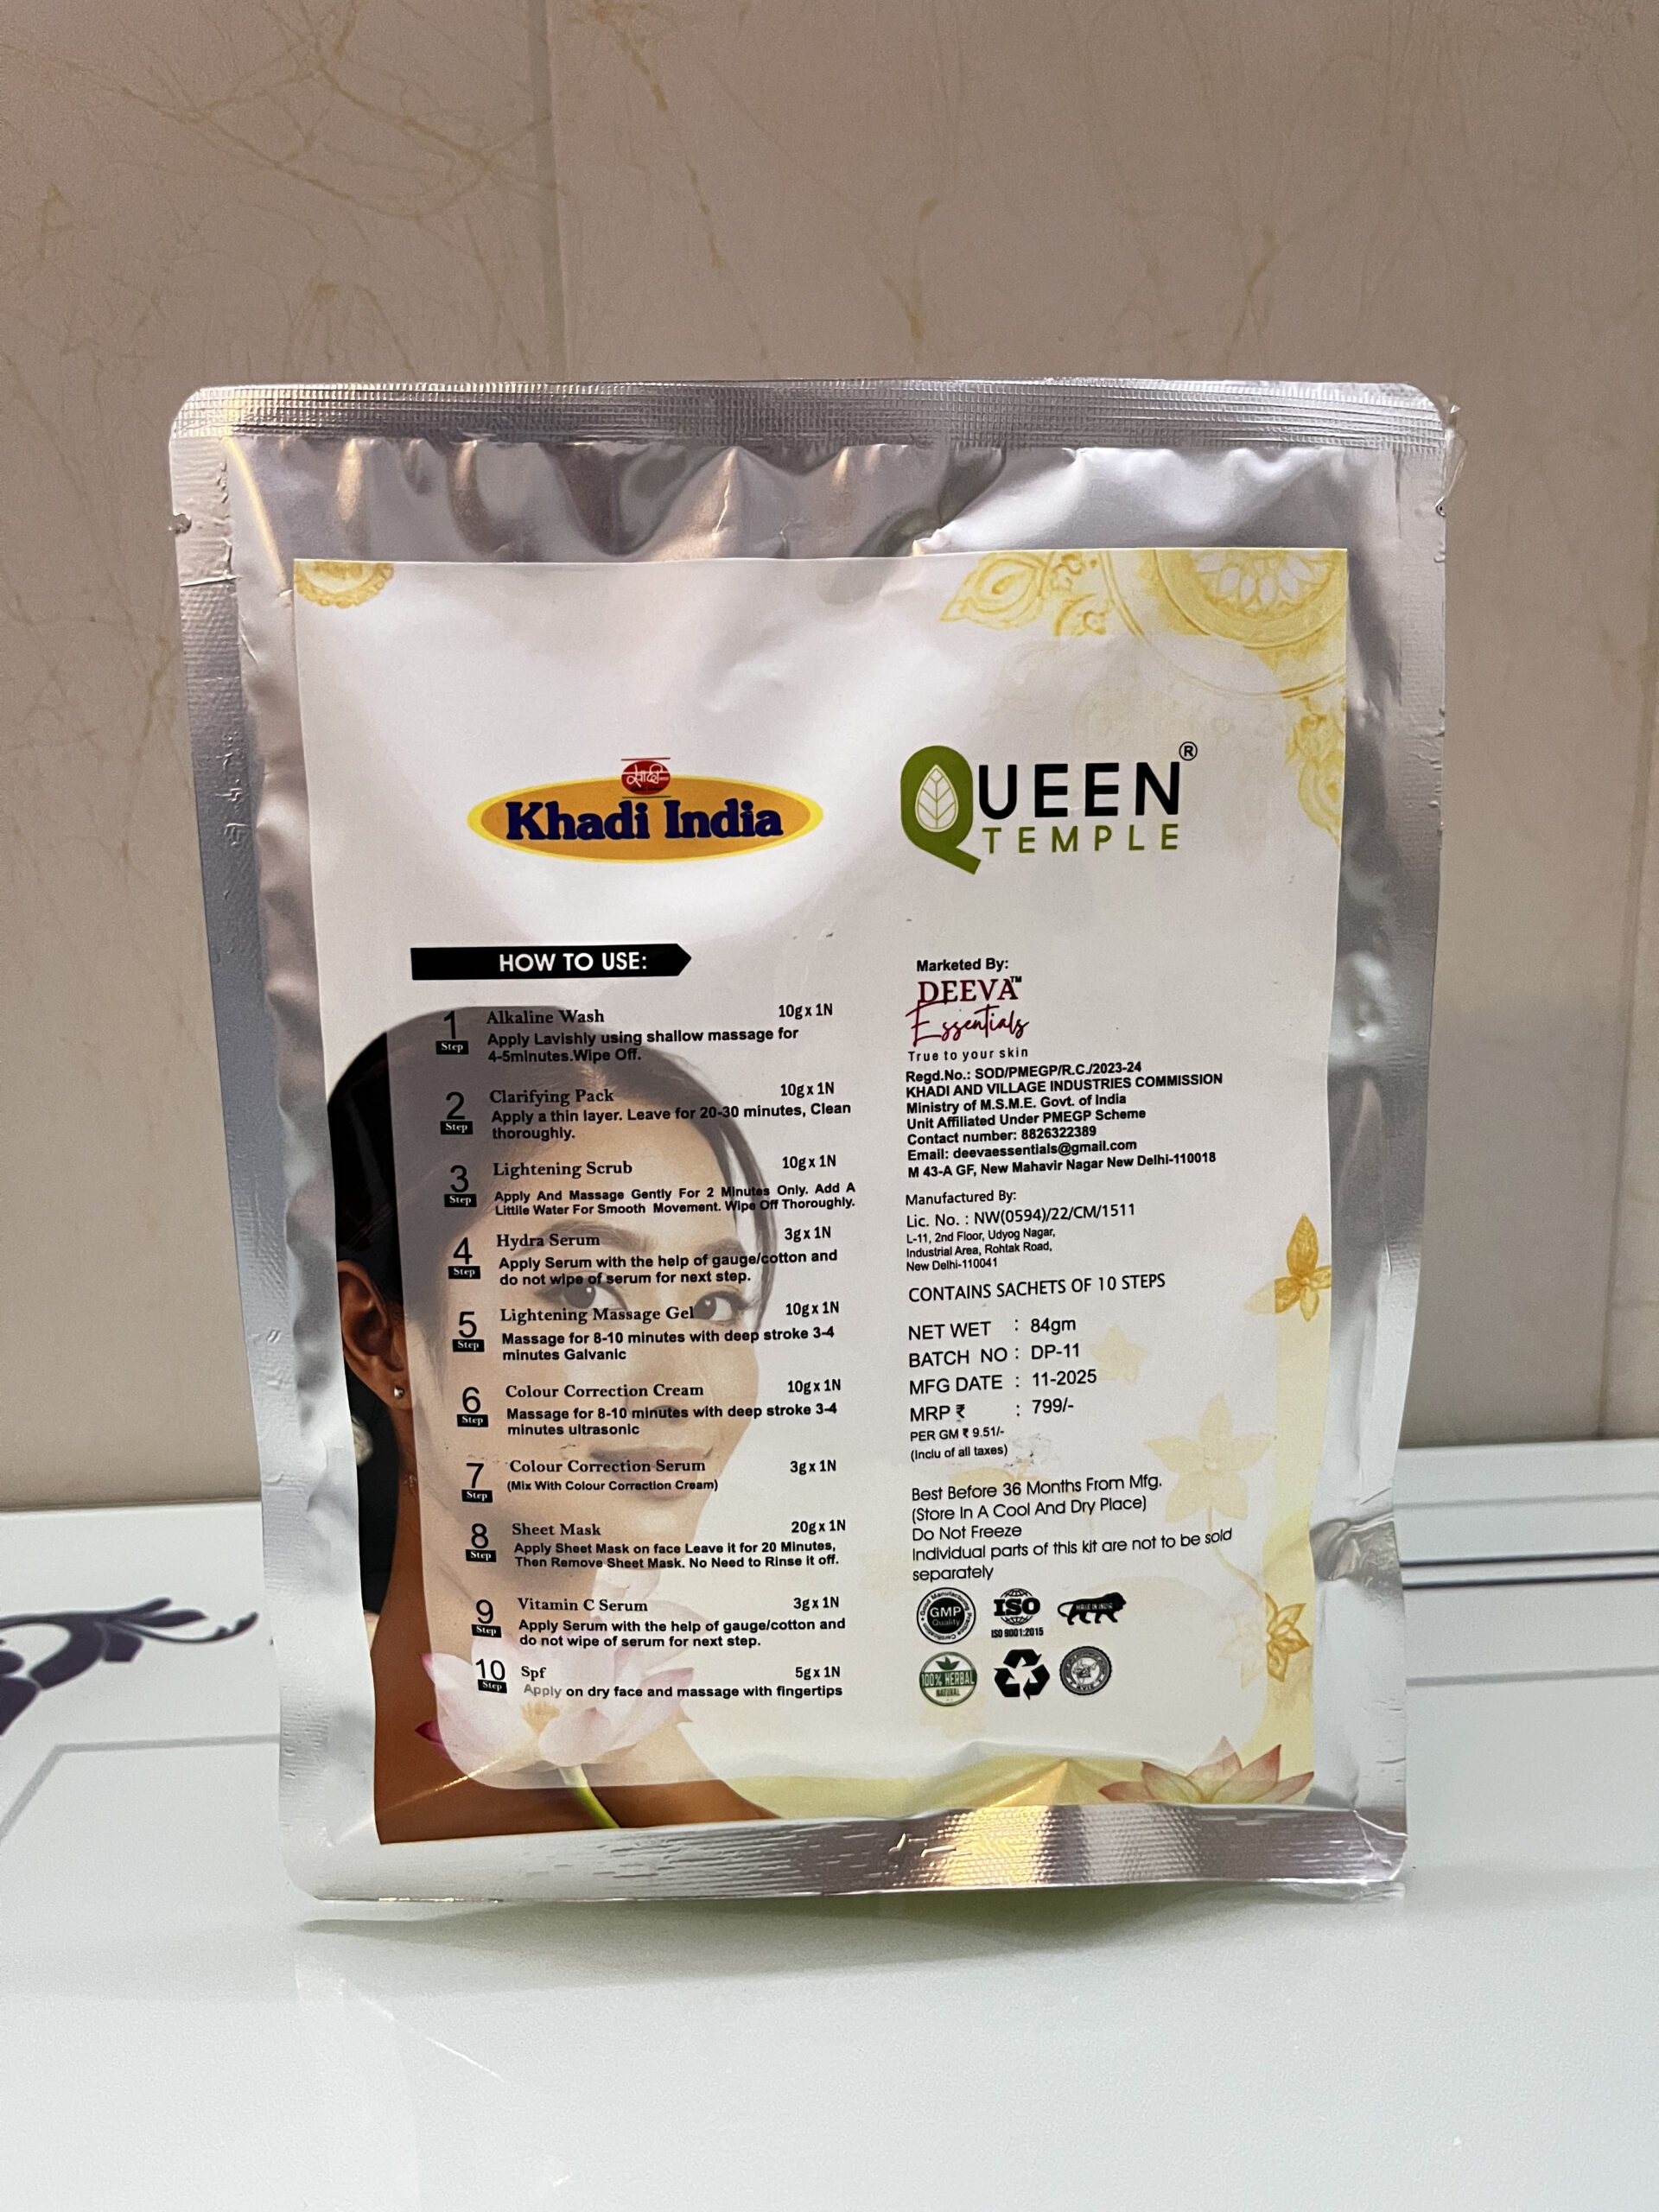 खादी
Khadi India
QUEEN®
TEMPLE
HOW TO USE:
1 Step
Alkaline Wash 10g x 1N
Apply Lavishly using shallow massage for
4-5minutes.Wipe Off.
2 Step
Clarifying Pack 10g x 1N
Apply a thin layer. Leave for 20-30 minutes, Clean
thoroughly.
3 Step
Lightening Scrub 10g x 1N
Apply And Massage Gently For 2 Minutes Only. Add A
Littlle Water For Smooth Movement. Wipe Off Thoroughly.
4 Step
Hydra Serum 3g x 1N
Apply Serum with the help of gauge/cotton and
do not wipe of serum for next step.
5 Step
Lightening Massage Gel 10g x 1N
Massage for 8-10 minutes with deep stroke 3-4
minutes Galvanic
6 Step
Colour Correction Cream 10g x 1N
Massage for 8-10 minutes with deep stroke 3-4
minutes ultrasonic
7 Step
Colour Correction Serum 3g x 1N
(Mix With Colour Correction Cream)
8 Step
Sheet Mask 20g x 1N
Apply Sheet Mask on face Leave it for 20 Minutes,
Then Remove Sheet Mask. No Need to Rinse it off.
9 Step
Vitamin C Serum 3g x 1N
Apply Serum with the help of gauge/cotton and
do not wipe of serum for next step.
10 Step
Spf 5g x 1N
Apply on dry face and massage with fingertips
Marketed By:
DEEVA™
Essentials
True to your skin
Regd.No.: SOD/PMEGP/R.C./2023-24
KHADI AND VILLAGE INDUSTRIES COMMISSION
Ministry of M.S.M.E. Govt. of India
Unit Affiliated Under PMEGP Scheme
Contact number: 8826322389
Email: deevaessentials@gmail.com
M 43-A GF, New Mahavir Nagar New Delhi-110018
Manufactured By:
Lic. No. : NW(0594)/22/CM/1511
L-11, 2nd Floor, Udyog Nagar,
Industrial Area, Rohtak Road,
New Delhi-110041
CONTAINS SACHETS OF 10 STEPS
NET WET : 84gm
BATCH NO : DP-11
MFG DATE : 11-2025
MRP ₹ : 799/-
PER GM ₹ 9.51/-
(Inclu of all taxes)
Best Before 36 Months From Mfg.
(Store In A Cool And Dry Place)
Do Not Freeze
Individual parts of this kit are not to be sold
separately
Good Manufacturing Practice
GMP
Quality
ISO
ISO 9001:2015
MAKE IN INDIA
100% HERBAL
NATURAL